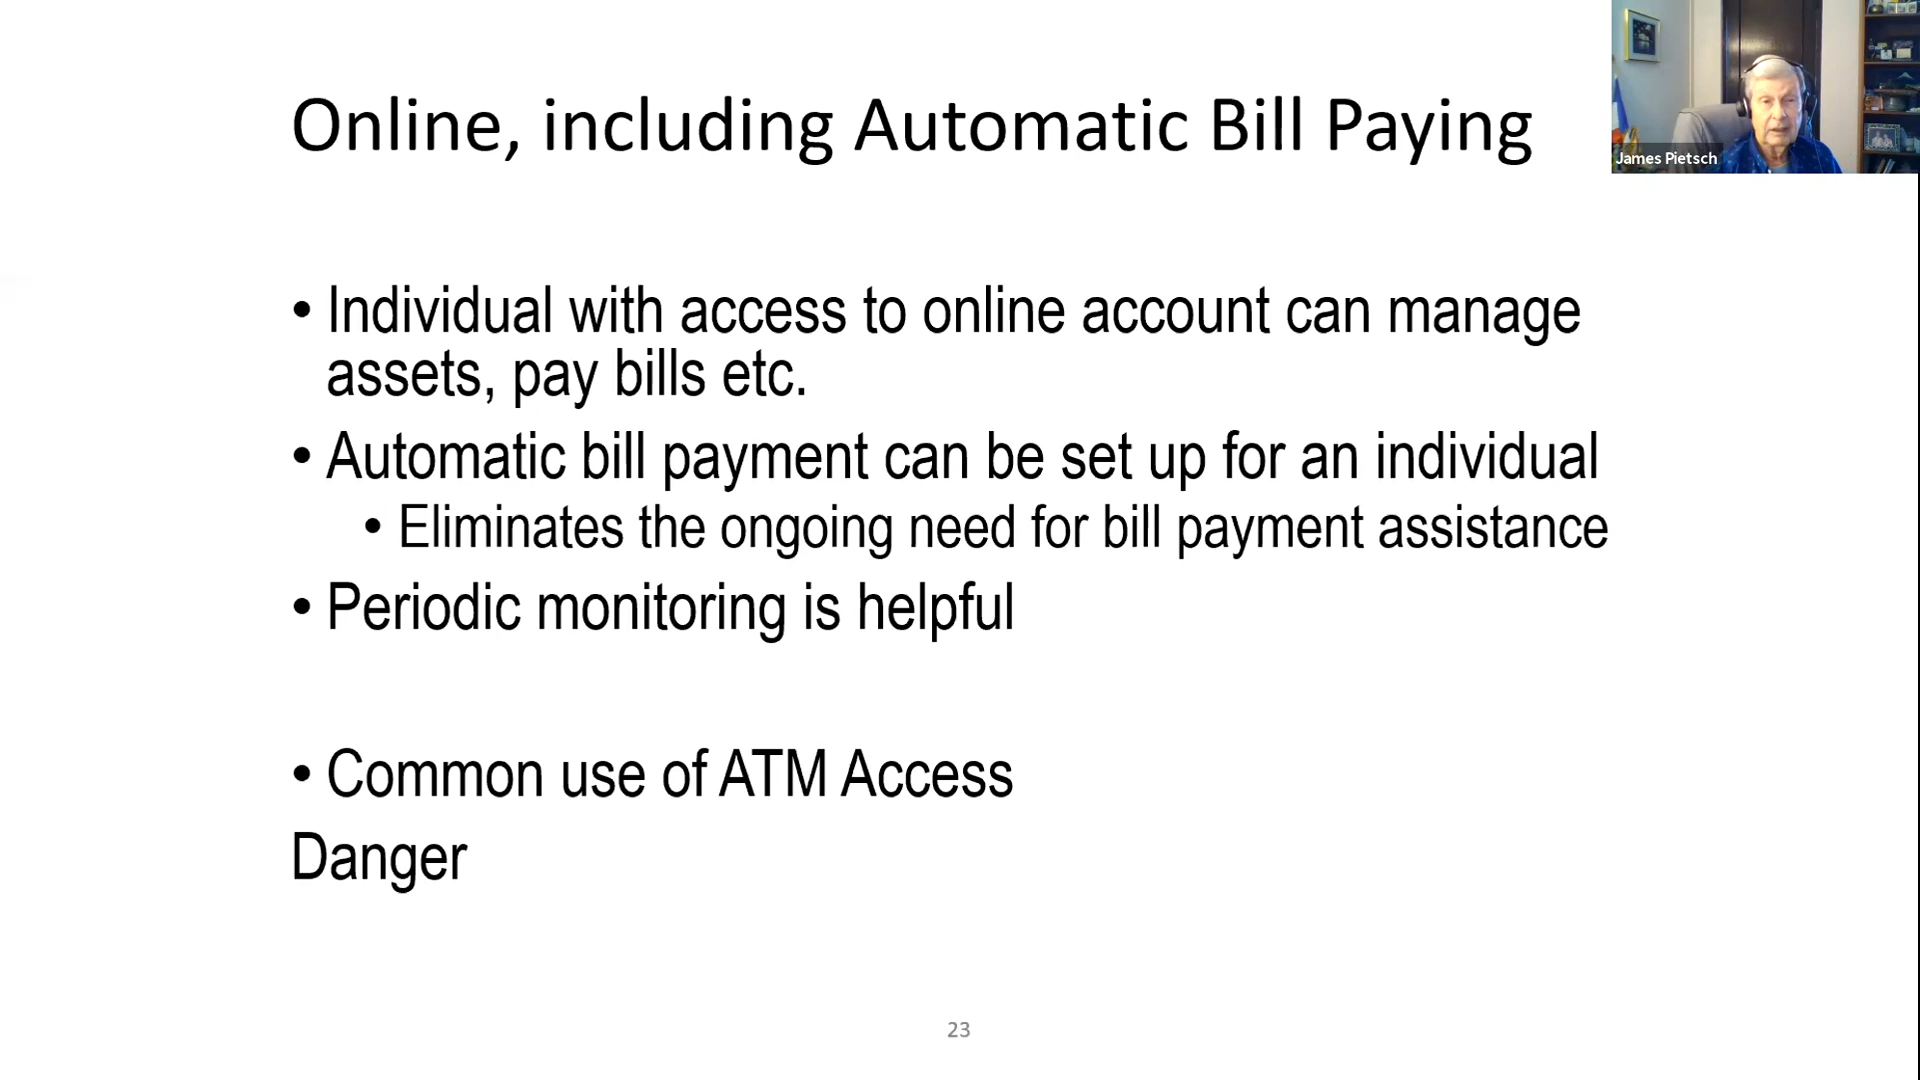 Online, including Automatic Bill Paying
James Pietsch
• Individual with access to online account can manage
assets, pay bills etc.
• Automatic bill payment can be set up for an individual
• Eliminates the ongoing need for bill payment assistance
• Periodic monitoring is helpful
• Common use of ATM Access
Danger
23